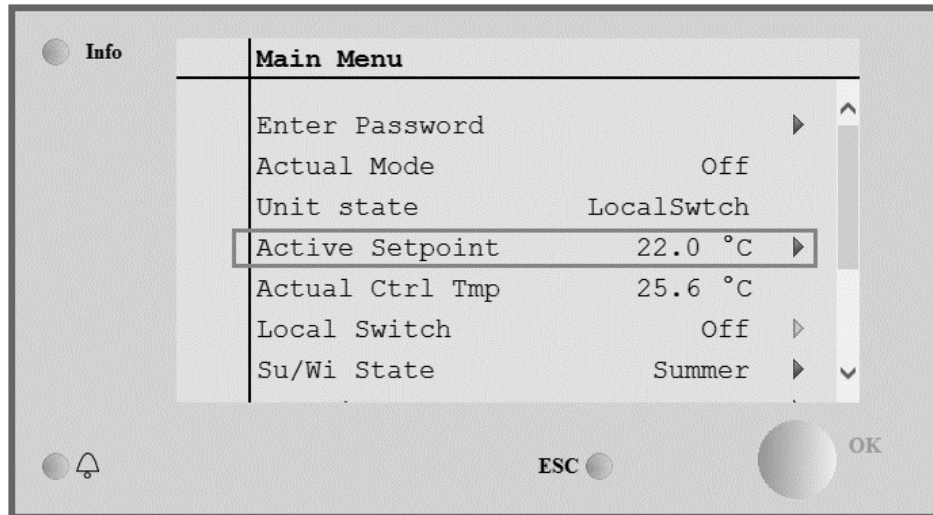 Info
Main Menu
Enter Password
Actual Mode Off
Unit state LocalSwtch
Active Setpoint 22.0 °C
Actual Ctrl Tmp 25.6 °C
Local Switch Off
Su/Wi State Summer
ESC
OK